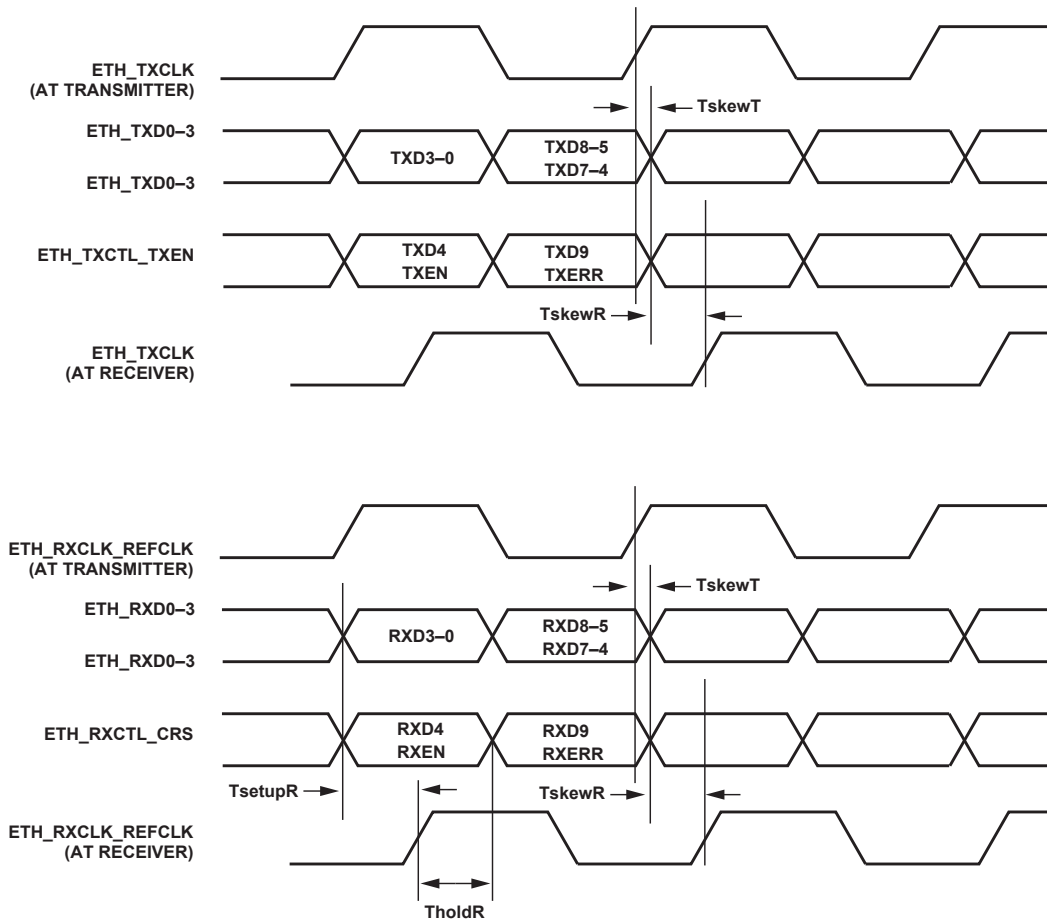 ETH_TXCLK
(AT TRANSMITTER)
TskewT
ETH_TXD0–3
TXD3–0
TXD8–5
TXD7–4
ETH_TXD0–3
ETH_TXCTL_TXEN
TXD4
TXEN
TXD9
TXERR
TskewR
ETH_TXCLK
(AT RECEIVER)
ETH_RXCLK_REFCLK
(AT TRANSMITTER)
TskewT
ETH_RXD0–3
RXD3–0
RXD8–5
RXD7–4
ETH_RXD0–3
ETH_RXCTL_CRS
RXD4
RXEN
RXD9
RXERR
TsetupR
TskewR
ETH_RXCLK_REFCLK
(AT RECEIVER)
TholdR